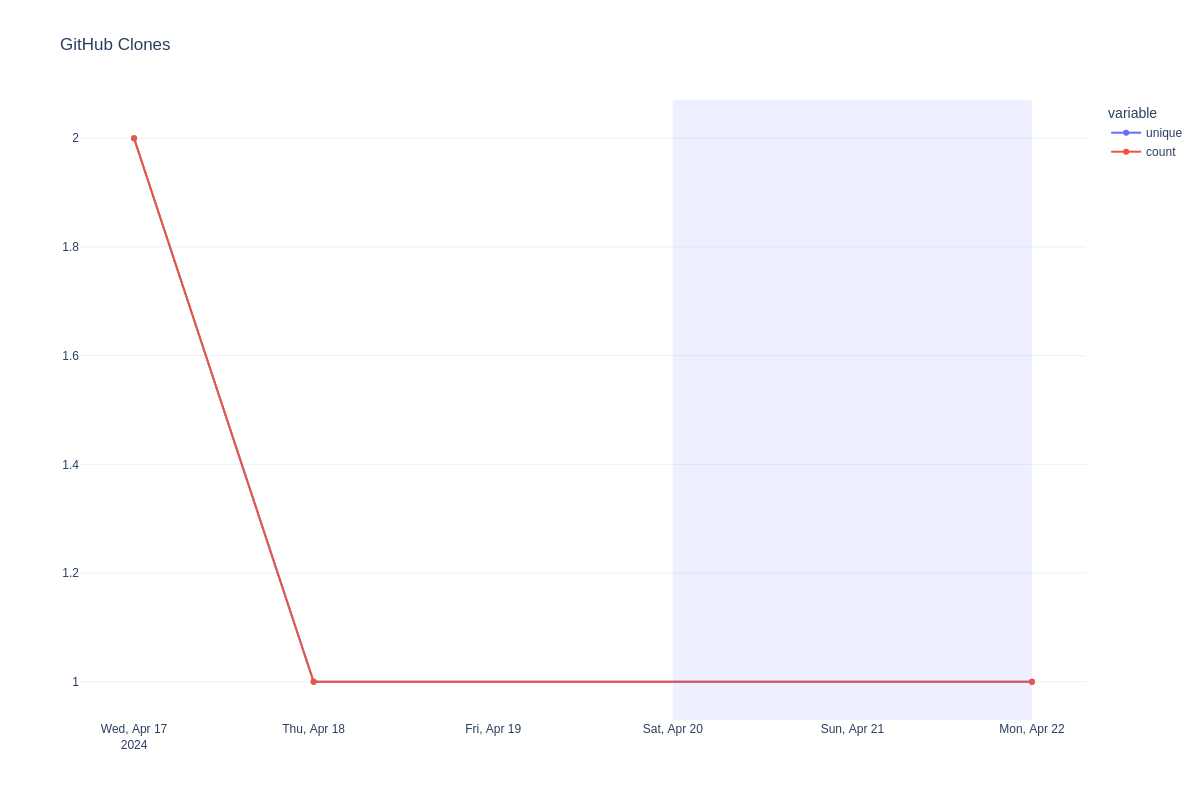 GitHub Clones
variable
unique
count
2
1.8
1.6
1.4
1.2
1
Wed, Apr 17
2024
Thu, Apr 18
Fri, Apr 19
Sat, Apr 20
Sun, Apr 21
Mon, Apr 22